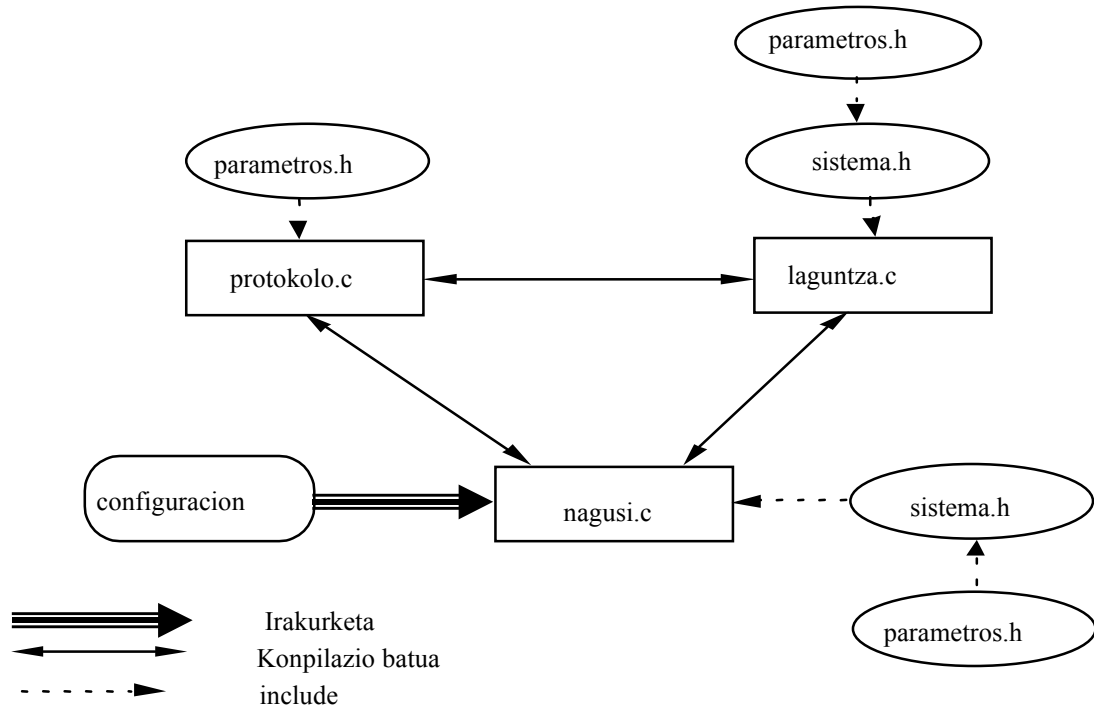 parametros.h
sistema.h
parametros.h
protokolo.c
laguntza.c
configuracion
nagusi.c
sistema.h
parametros.h
Irakurketa
Konpilazio batua
include